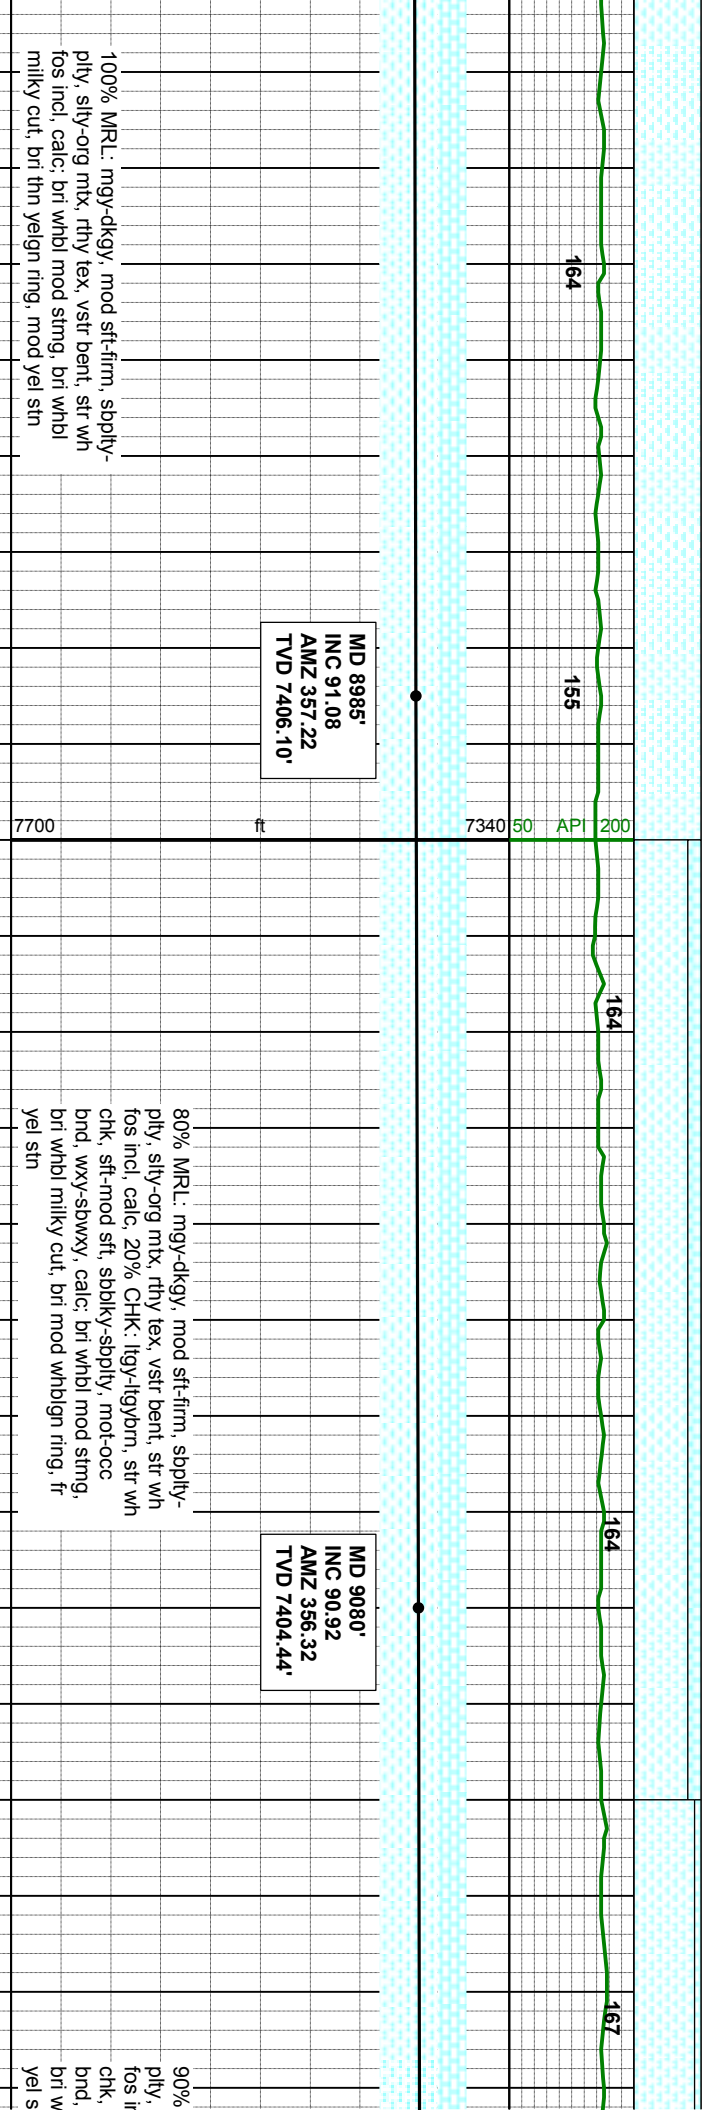 164
155
164
164
167
50 API 200
7340
ft
7700
MD 8985'
INC 91.08
AMZ 357.22
TVD 7406.10'
MD 9080'
INC 90.92
AMZ 356.32
TVD 7404.44'
100% MRL: mgy-dkgy, mod sft-firm, sbplty-
plty, slty-org mtx, rthy tex, vstr bent, str wh
fos incl, calc; bri whbl mod stmg, bri whbl
milky cut, bri thn yelgn ring, mod yel stn
80% MRL: mgy-dkgy, mod sft-firm, sbplty-
plty, slty-org mtx, rthy tex, vstr bent, str wh
fos incl, calc, 20% CHK: ltgy-ltgybrn, str wh
chk, sft-mod sft, sbblky-sbplty, mot-occ
bnd, wxy-sbwxy, calc; bri whbl mod stmg,
bri whbl milky cut, bri mod whblgn ring, fr
yel stn
90%
plty,
fos i
chk,
bnd,
bri w
yel s